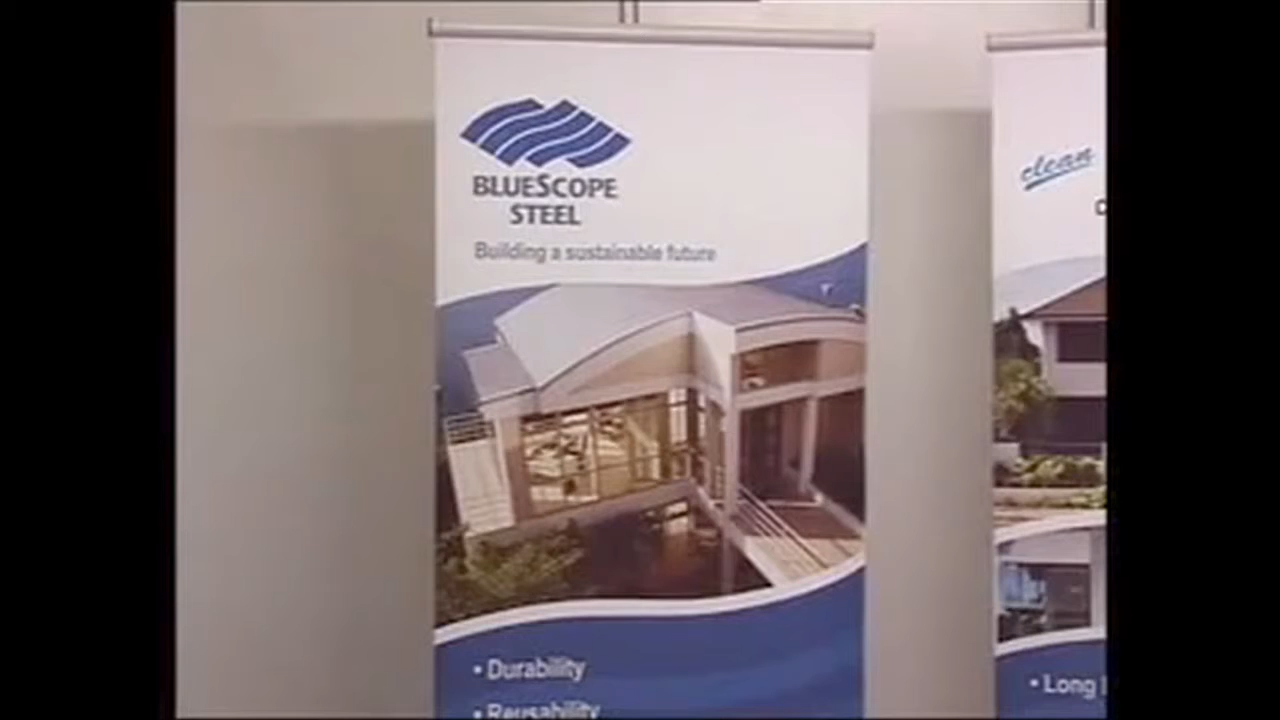 BLUESCOPE
STEEL
Building a sustainable future
• Durability
• Reusability
clean
• Long